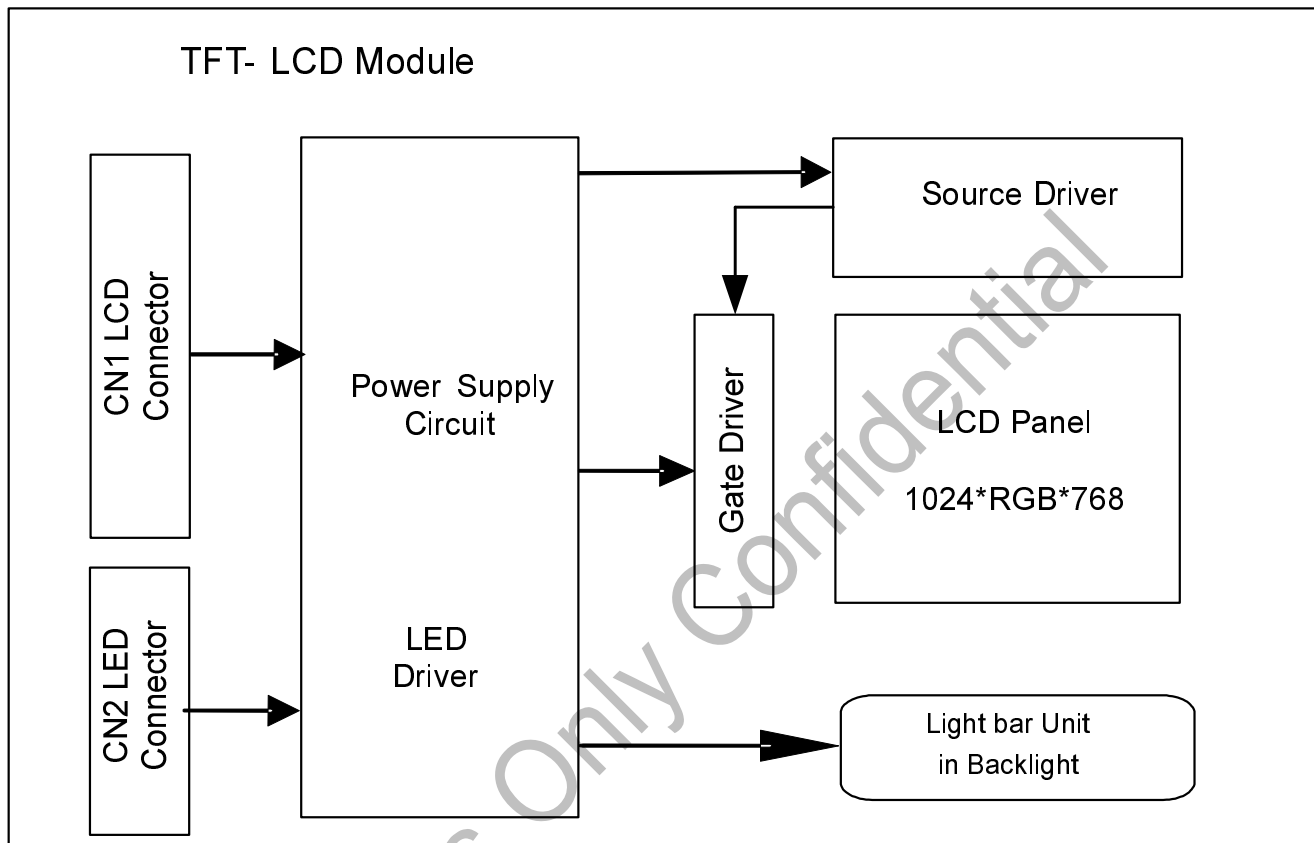 TFT- LCD Module
CN1 LCD
Connector
CN2 LED
Connector
Power Supply
Circuit
LED
Driver
Source Driver
Gate Driver
LCD Panel
1024*RGB*768
Light bar Unit
in Backlight
s Only Confidential